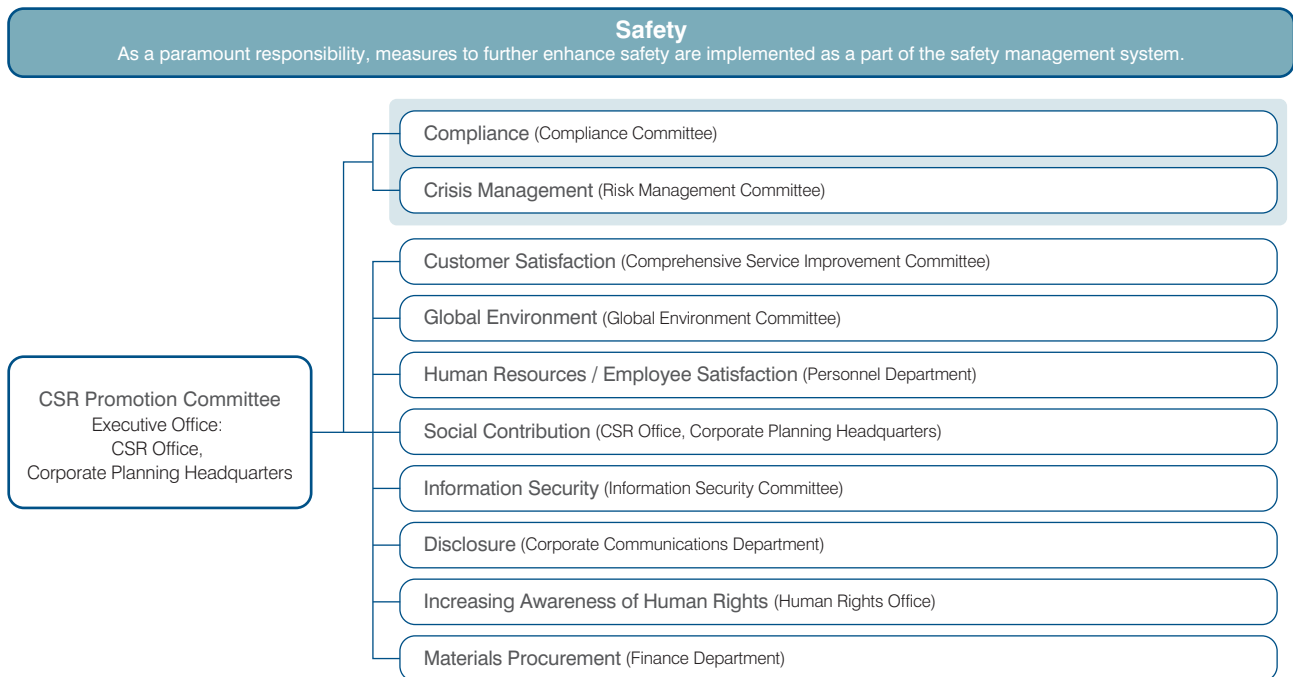 Safety
As a paramount responsibility, measures to further enhance safety are implemented as a part of the safety management system.
Compliance (Compliance Committee)
Crisis Management (Risk Management Committee)
Customer Satisfaction (Comprehensive Service Improvement Committee)
Global Environment (Global Environment Committee)
Human Resources / Employee Satisfaction (Personnel Department)
CSR Promotion Committee
Executive Office:
CSR Office,
Corporate Planning Headquarters
Social Contribution (CSR Office, Corporate Planning Headquarters)
Information Security (Information Security Committee)
Disclosure (Corporate Communications Department)
Increasing Awareness of Human Rights (Human Rights Office)
Materials Procurement (Finance Department)